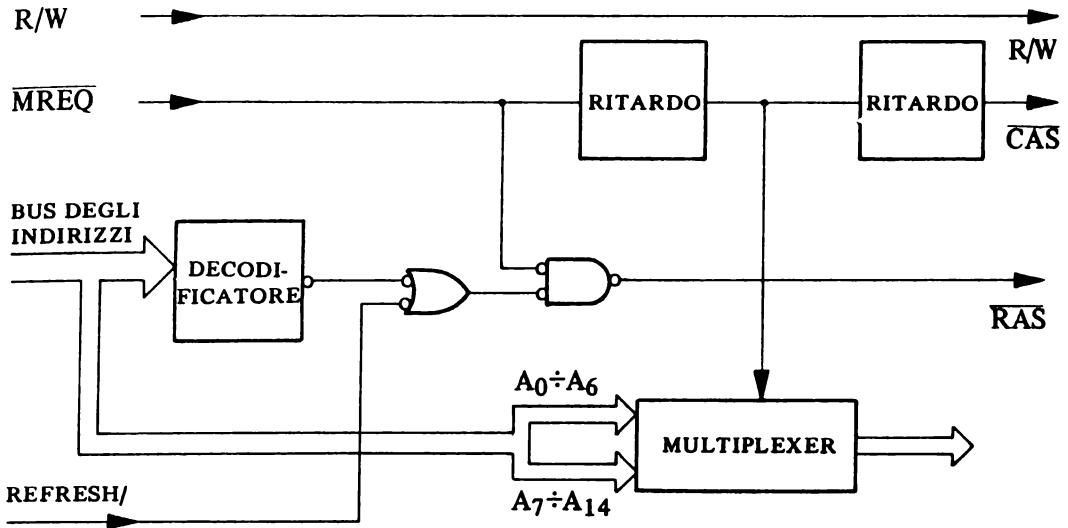 R/W
R/W
MREQ
RITARDO
RITARDO
CAS
BUS DEGLI
INDIRIZZI
DECODI-
FICATORE
RAS
A0÷A6
MULTIPLEXER
A7÷A14
REFRESH/